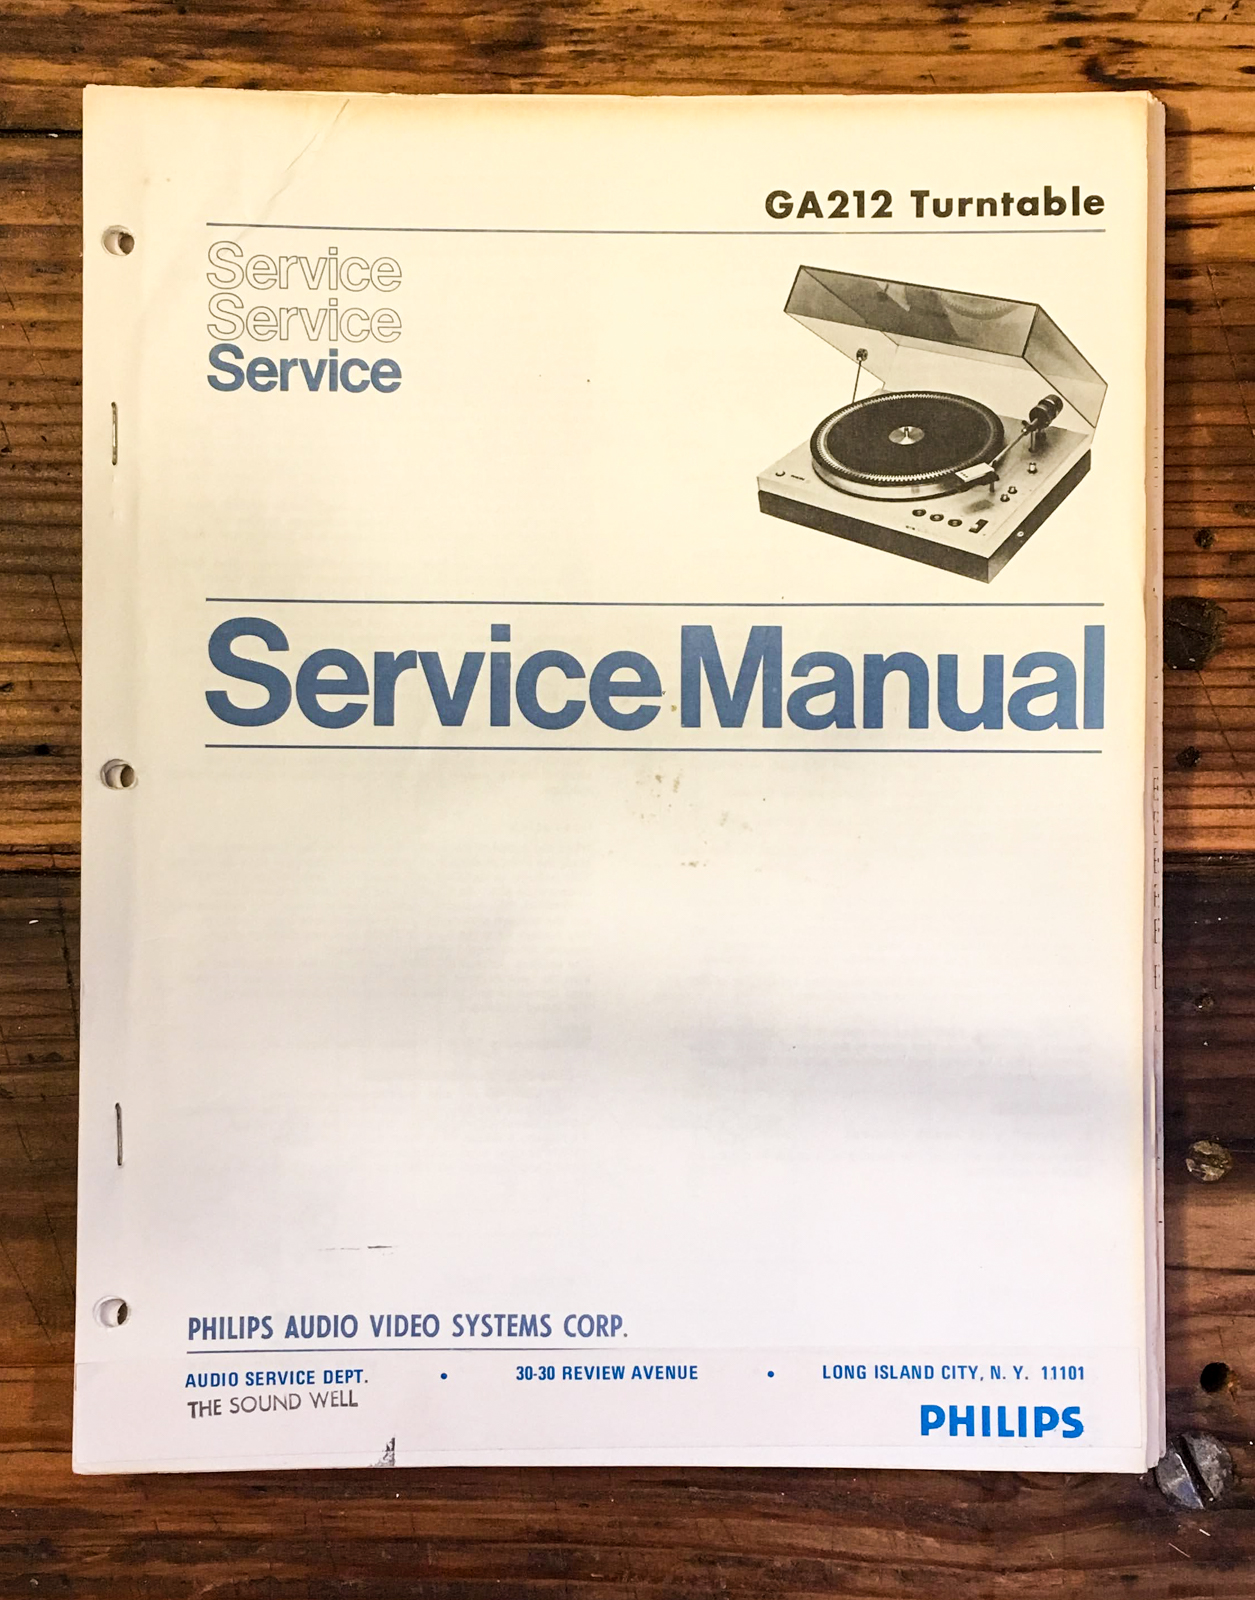 GA212 Turntable
Service
Service
Service
Service Manual
PHILIPS AUDIO VIDEO SYSTEMS CORP.
AUDIO SERVICE DEPT. • 30-30 REVIEW AVENUE • LONG ISLAND CITY, N. Y. 11101
THE SOUND WELL
PHILIPS